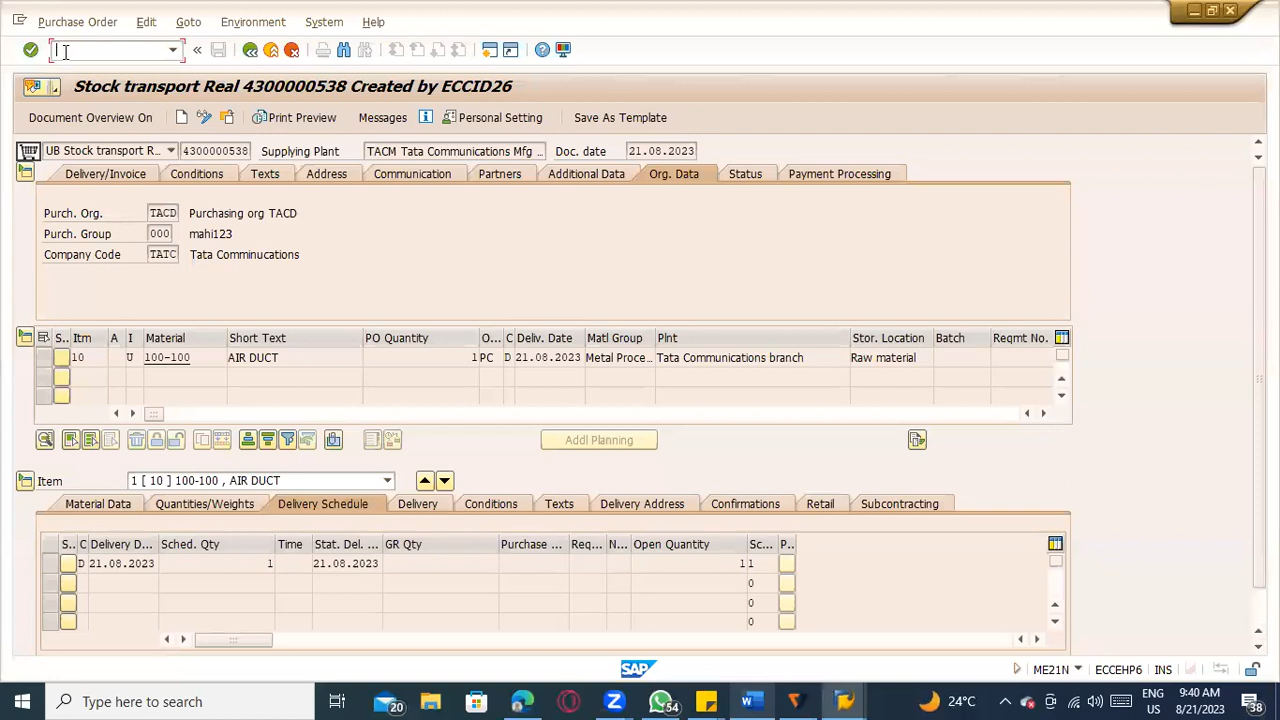 Purchase Order Edit Goto Environment System Help
Stock transport Real 4300000538 Created by ECCID26
Document Overview On Print Preview Messages Personal Setting Save As Template
UB Stock transport R... 4300000538 Supplying Plant TACM Tata Communications Mfg ... Doc. date 21.08.2023
Delivery/Invoice Conditions Texts Address Communication Partners Additional Data Org. Data Status Payment Processing
Purch. Org. TACD Purchasing org TACD
Purch. Group 000 mahi123
Company Code TATC Tata Comminucations
S.. Itm A I Material Short Text PO Quantity O... C Deliv. Date Matl Group Plnt Stor. Location Batch Reqmt No.
10 U 100-100 AIR DUCT 1 PC D 21.08.2023 Metal Proce... Tata Communications branch Raw material
Addl Planning
Item 1 [ 10 ] 100-100 , AIR DUCT
Material Data Quantities/Weights Delivery Schedule Delivery Conditions Texts Delivery Address Confirmations Retail Subcontracting
S.. C Delivery D... Sched. Qty Time Stat. Del. ... GR Qty Purchase ... Req... N... Open Quantity Sc... P..
D 21.08.2023 1 21.08.2023 1 1
0
0
0
SAP ME21N ECCEHP6 INS
Type here to search 20 54 24°C ENG 9:40 AM
US 8/21/2023 38